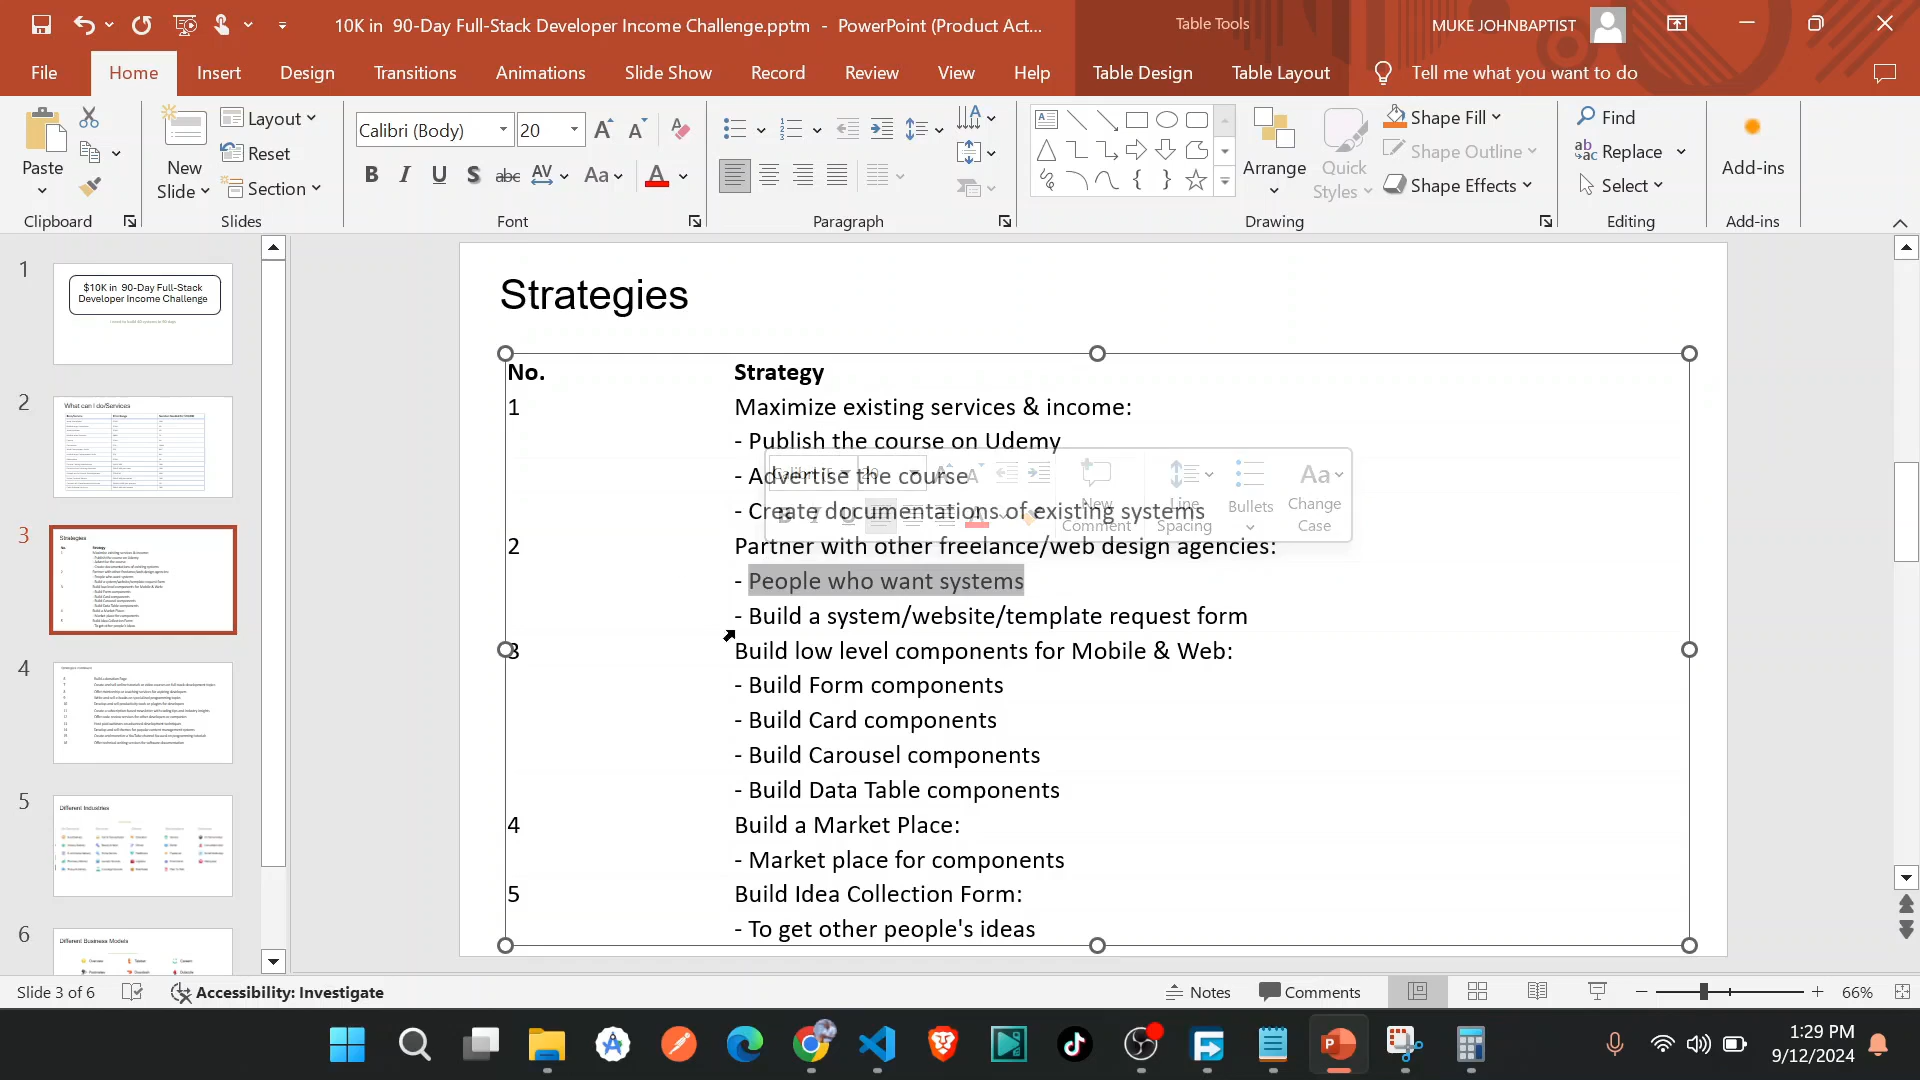 10K in  90-Day Full-Stack Developer Income Challenge.pptm  -  PowerPoint (Product Act...
Table Tools
MUKE JOHNBAPTIST
File
Home
Insert
Design
Transitions
Animations
Slide Show
Record
Review
View
Help
Table Design
Table Layout
Tell me what you want to do
Paste
New
Slide
Layout
Reset
Section
Calibri (Body)
20
Shape Fill
Shape Outline
Shape Effects
Arrange
Quick
Styles
Find
Replace
Select
Add-ins
Clipboard
Slides
Font
Paragraph
Drawing
Editing
Add-ins
1
$10K in  90-Day Full-Stack
Developer Income Challenge
2
What can I do/Services
3
Strategies
4
5
Different Industries
6
Different Business Models
Strategies
No.
Strategy
1
Maximize existing services & income:
- Publish the course on Udemy
- Advertise the course
- Create documentations of existing systems
2
Partner with other freelance/web design agencies:
- People who want systems
- Build a system/website/template request form
3
Build low level components for Mobile & Web:
- Build Form components
- Build Card components
- Build Carousel components
- Build Data Table components
4
Build a Market Place:
- Market place for components
5
Build Idea Collection Form:
- To get other people's ideas
New
Comment
Line
Spacing
Bullets
Change
Case
Slide 3 of 6
Accessibility: Investigate
Notes
Comments
66%
1:29 PM
9/12/2024